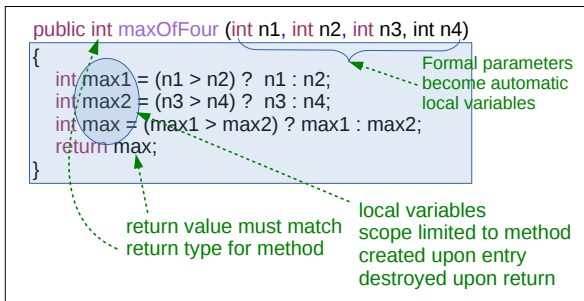 public int maxOfFour (int n1, int n2, int n3, int n4)
{
int max1 = (n1 > n2) ? n1 : n2;
int max2 = (n3 > n4) ? n3 : n4;
int max = (max1 > max2) ? max1 : max2;
return max;
}
Formal parameters
become automatic
local variables
return value must match
return type for method
local variables
scope limited to method
created upon entry
destroyed upon return